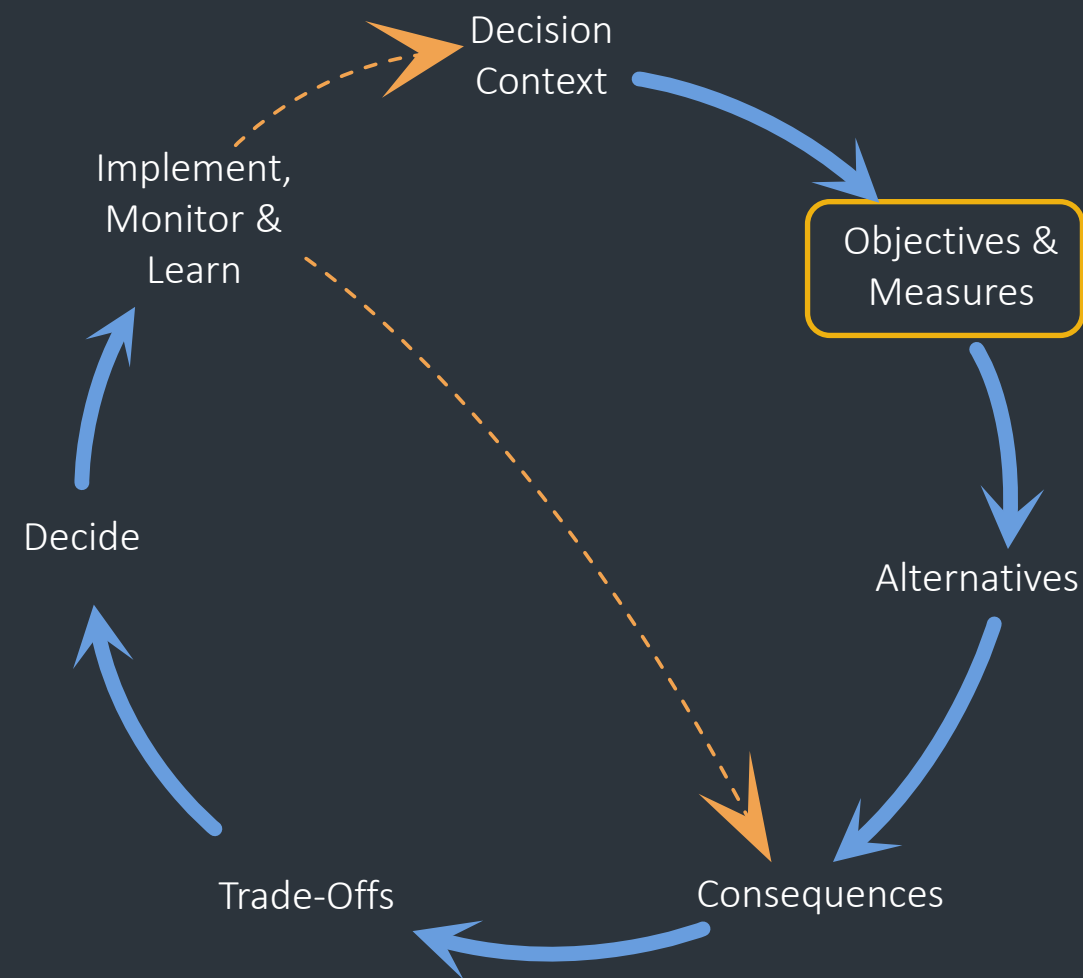 Decision
Context
Objectives &
Measures
Alternatives
Consequences
Trade-Offs
Decide
Implement,
Monitor &
Learn